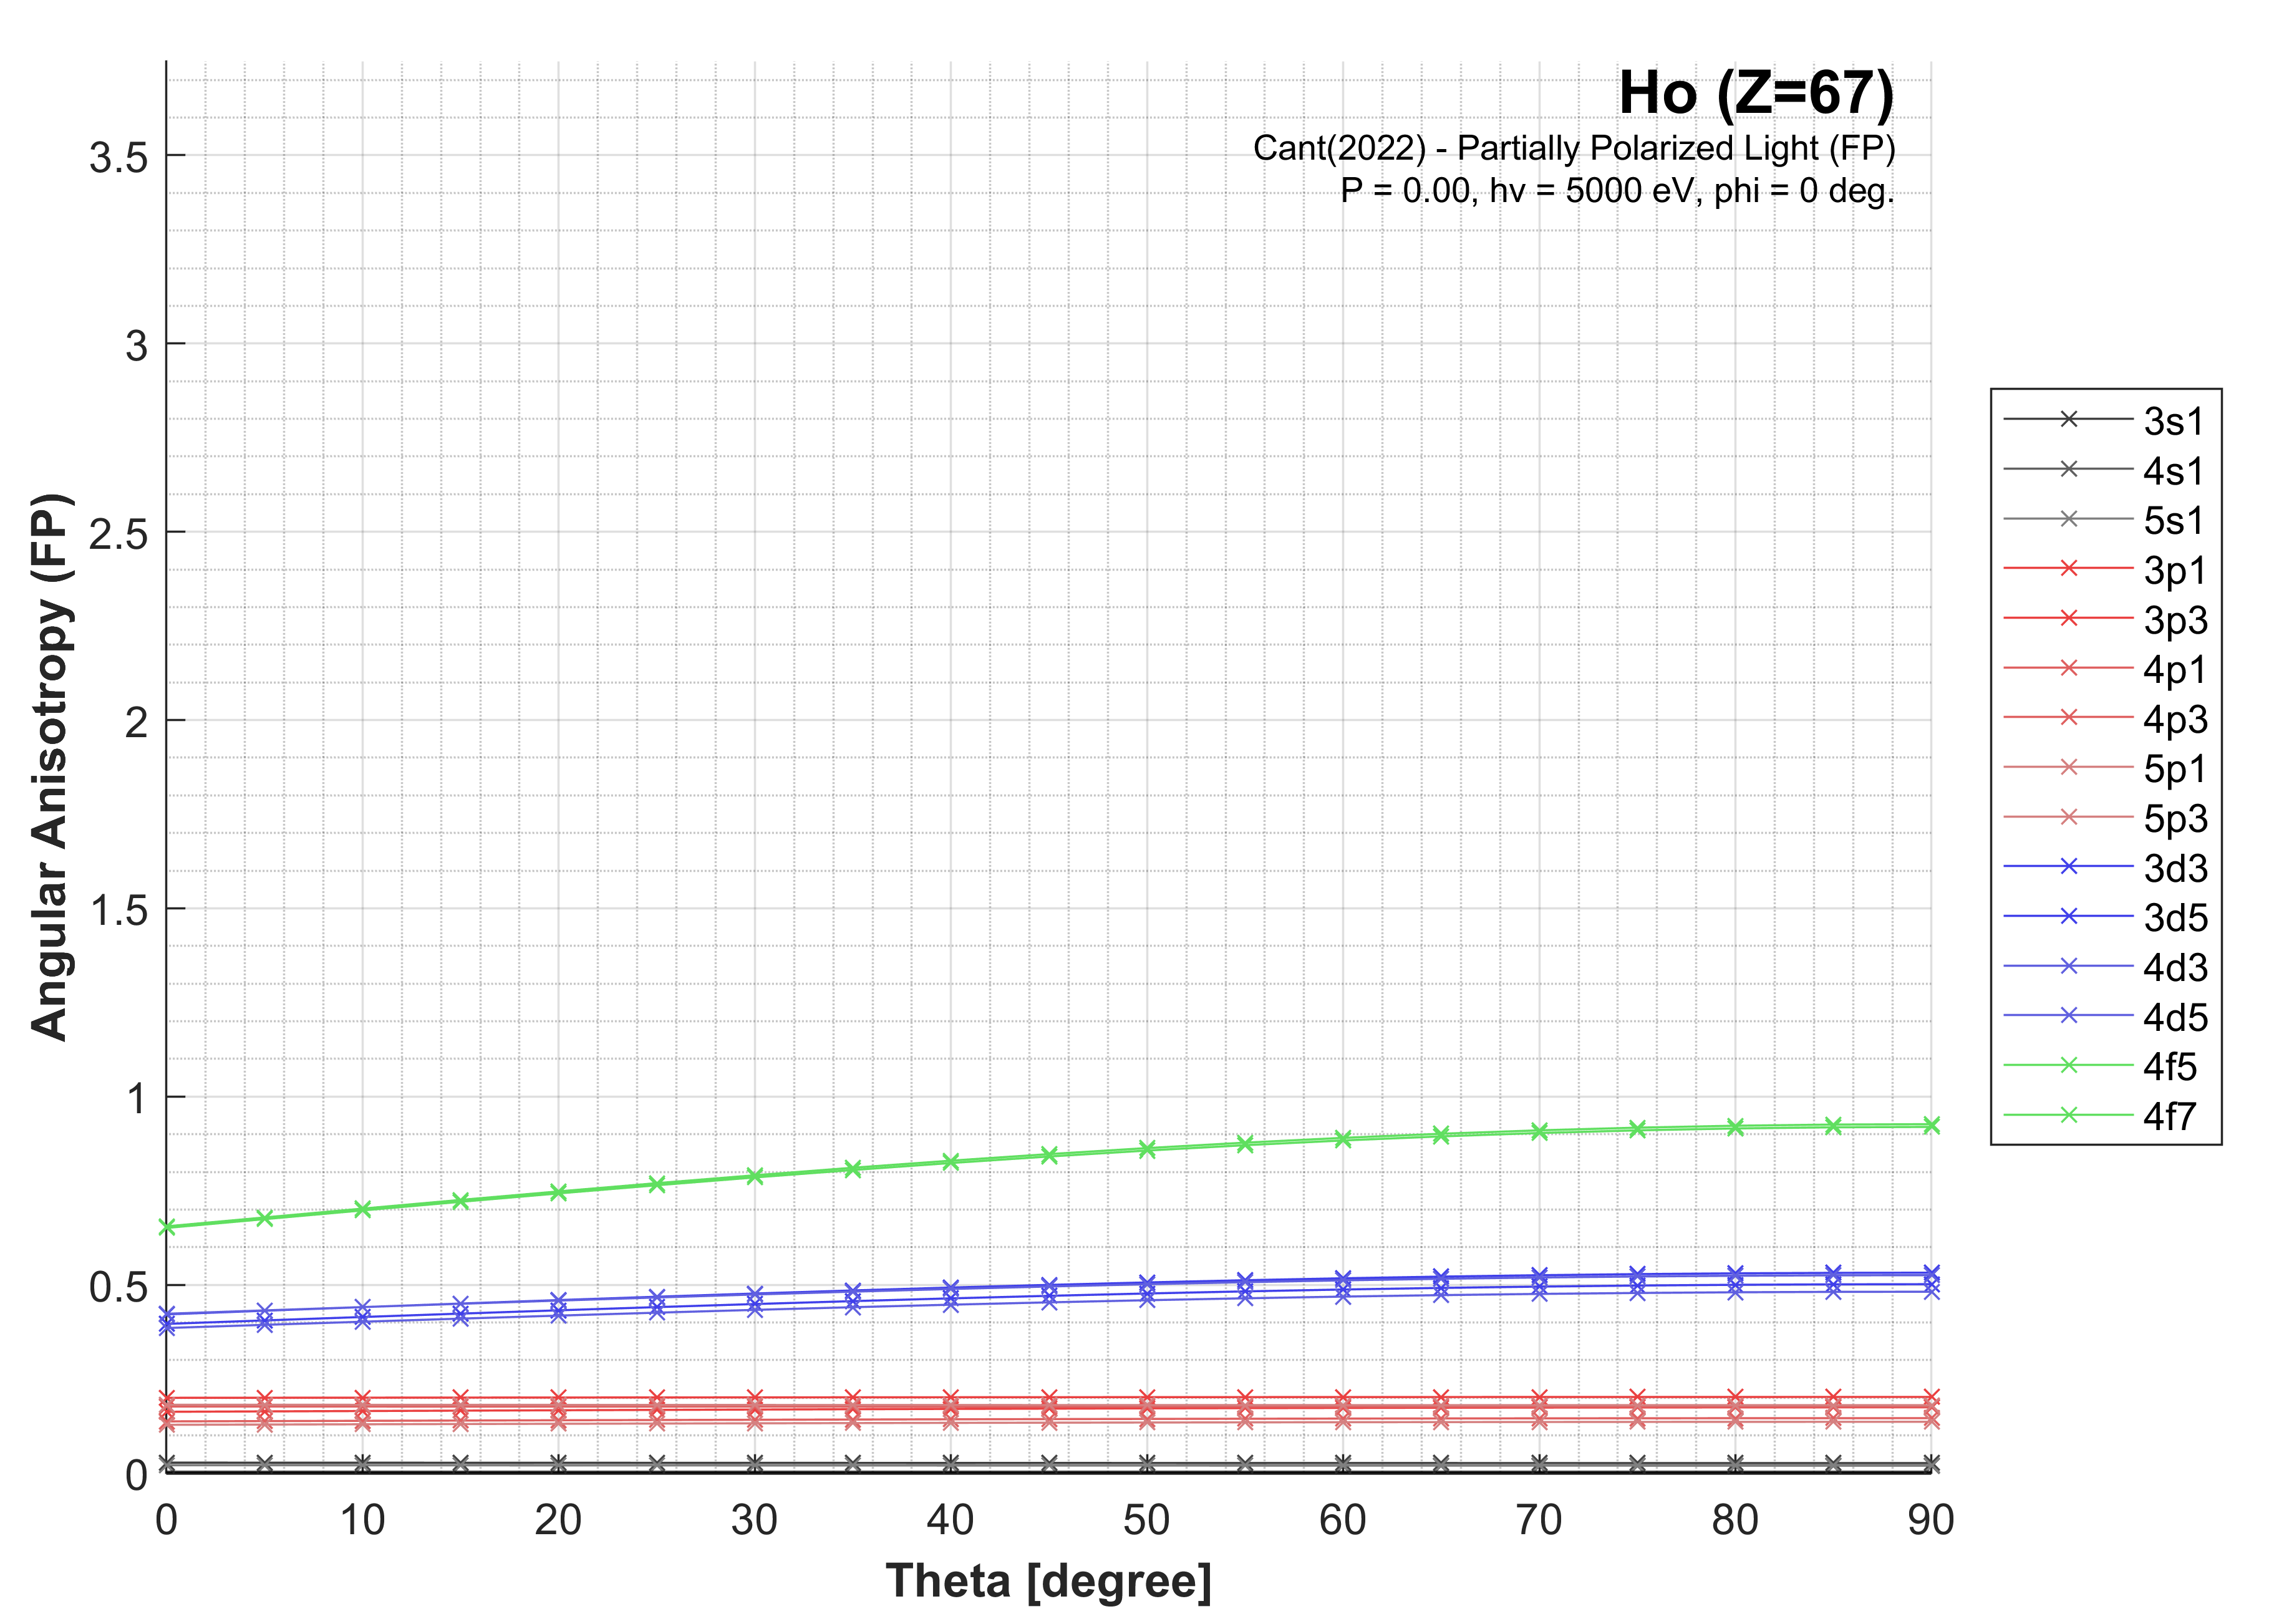 Ho (Z=67)
Cant(2022) - Partially Polarized Light (FP)
P = 0.00, hv = 5000 eV, phi = 0 deg.
Angular Anisotropy (FP)
3.5
3
2.5
2
1.5
1
0.5
0
0 10 20 30 40 50 60 70 80 90
Theta [degree]
3s1
4s1
5s1
3p1
3p3
4p1
4p3
5p1
5p3
3d3
3d5
4d3
4d5
4f5
4f7